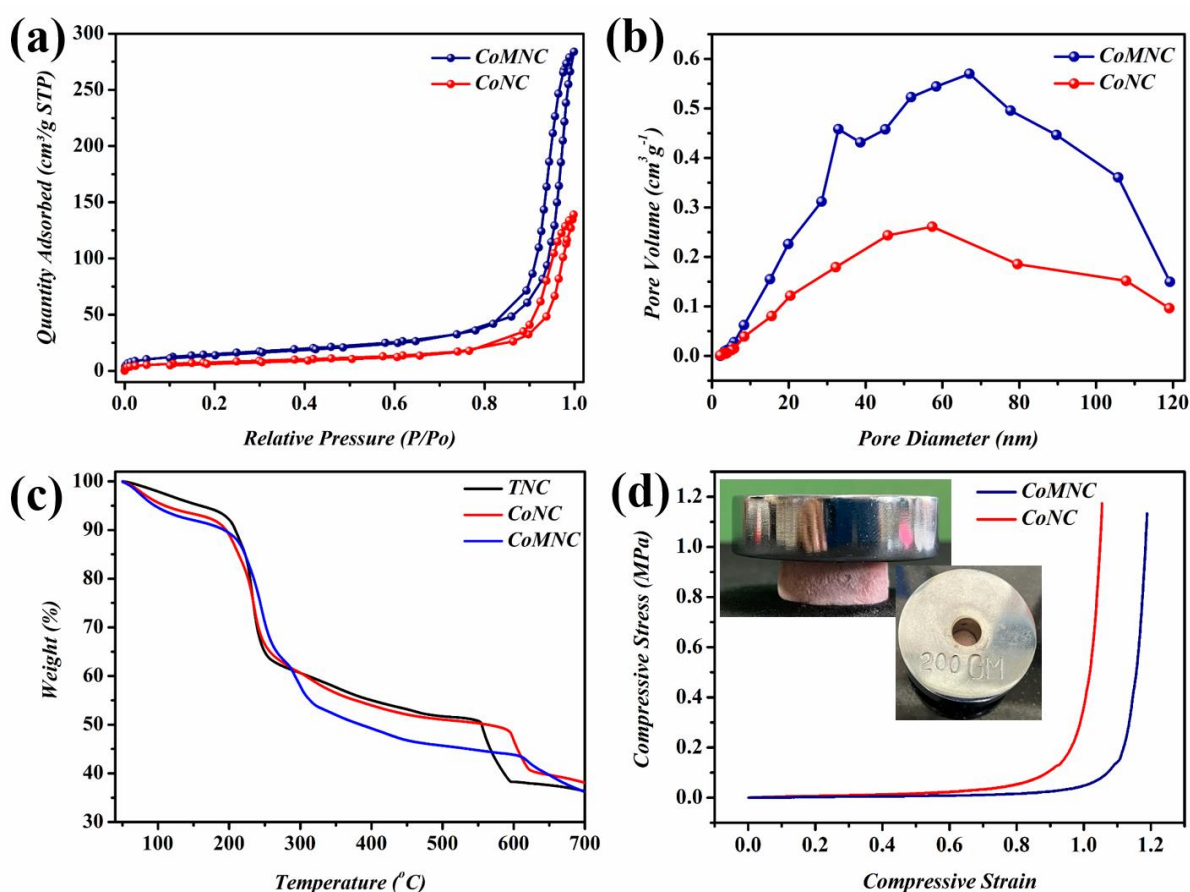 (a)
CoMNC
CoNC
Quantity Adsorbed (cm³/g STP)
300
250
200
150
100
50
0
0.0 0.2 0.4 0.6 0.8 1.0
Relative Pressure (P/Po)
(b)
CoMNC
CoNC
Pore Volume (cm³ g⁻¹)
0.6
0.5
0.4
0.3
0.2
0.1
0.0
0 20 40 60 80 100 120
Pore Diameter (nm)
(c)
TNC
CoNC
CoMNC
Weight (%)
100
90
80
70
60
50
40
30
100 200 300 400 500 600 700
Temperature (°C)
(d)
CoMNC
CoNC
Compressive Stress (MPa)
1.2
1.0
0.8
0.6
0.4
0.2
0.0
200 GM
0.0 0.2 0.4 0.6 0.8 1.0 1.2
Compressive Strain